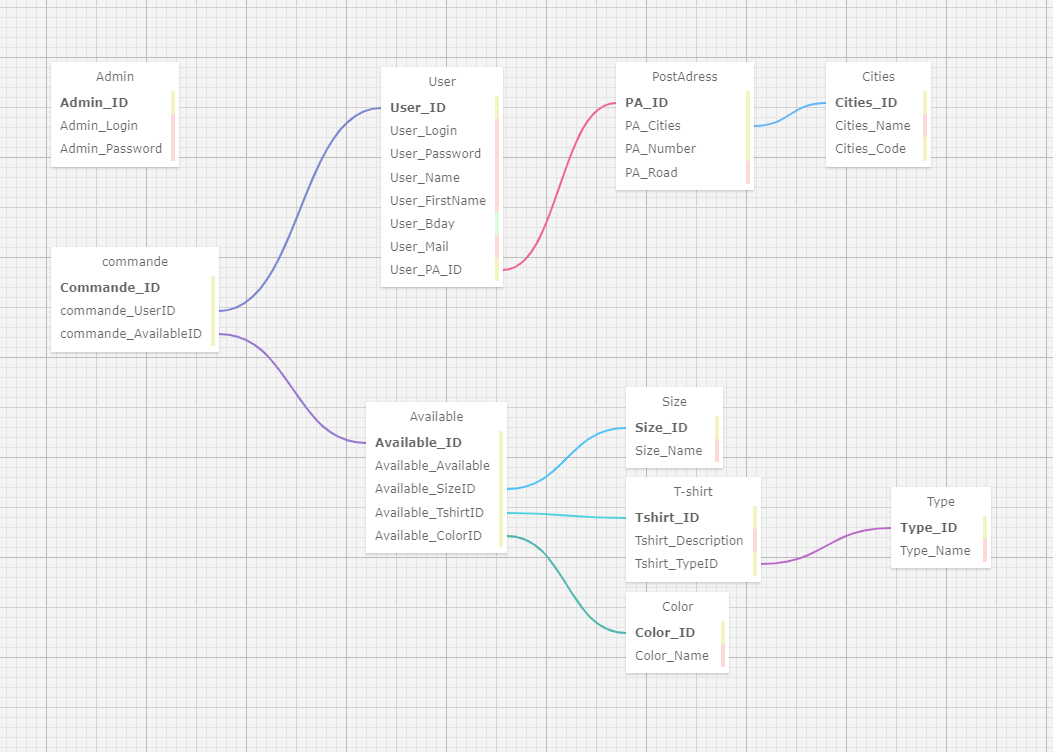 Admin
Admin_ID
Admin_Login
Admin_Password
User
User_ID
User_Login
User_Password
User_Name
User_FirstName
User_Bday
User_Mail
User_PA_ID
PostAdress
PA_ID
PA_Cities
PA_Number
PA_Road
Cities
Cities_ID
Cities_Name
Cities_Code
commande
Commande_ID
commande_UserID
commande_AvailableID
Available
Available_ID
Available_Available
Available_SizeID
Available_TshirtID
Available_ColorID
Size
Size_ID
Size_Name
T-shirt
Tshirt_ID
Tshirt_Description
Tshirt_TypeID
Type
Type_ID
Type_Name
Color
Color_ID
Color_Name